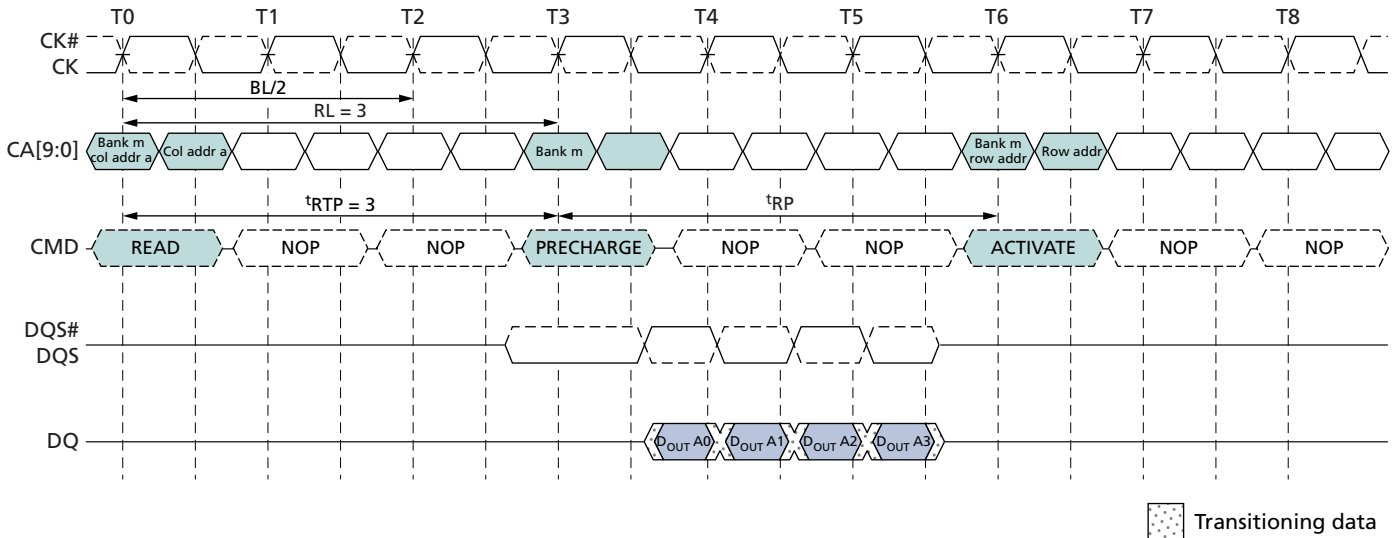 T0 T1 T2 T3 T4 T5 T6 T7 T8
CK#
CK
BL/2
RL = 3
CA[9:0]
Bank m
col addr a
Col addr a
Bank m
Bank m
row addr
Row addr
tRTP = 3
tRP
CMD
READ NOP NOP PRECHARGE NOP NOP ACTIVATE NOP NOP
DQS#
DQS
DQ
DOUT A0 DOUT A1 DOUT A2 DOUT A3
Transitioning data